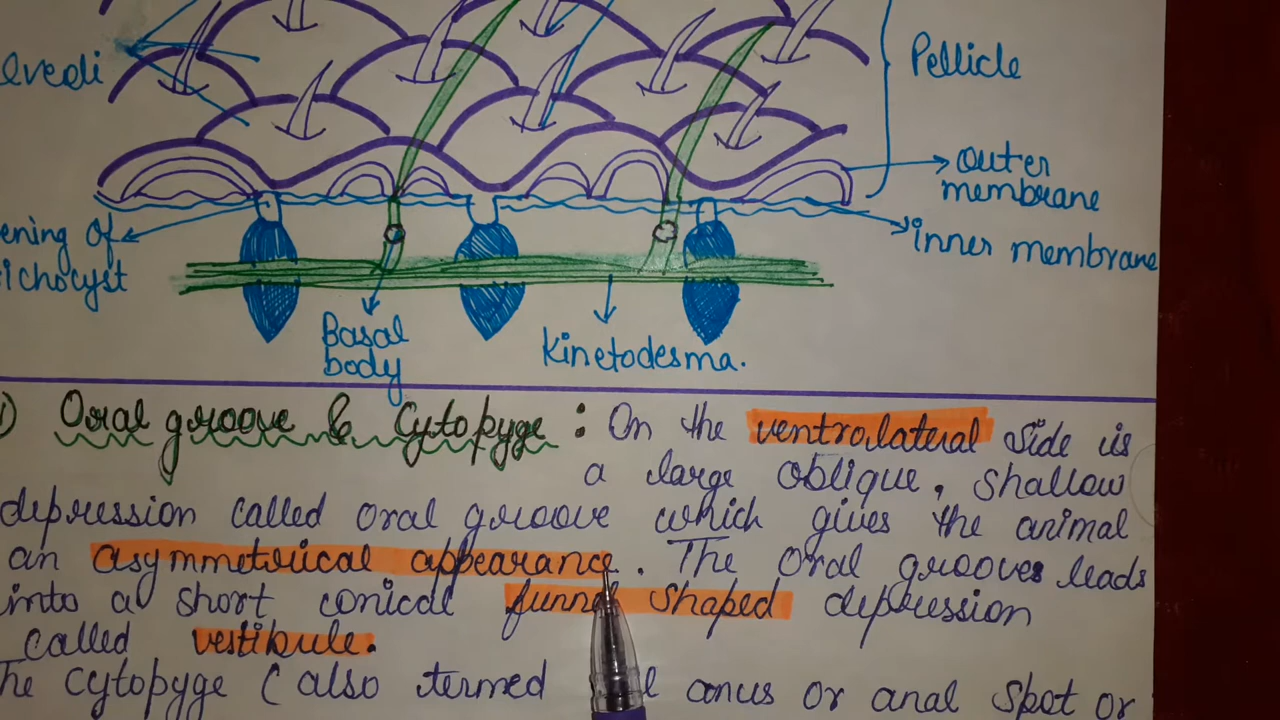 lveoli
Pellicle
outer
membrane
ening of
ichocyst
inner membrane
Basal
body
Kinetodesma.
) Oral groove & Cytopyge : On the ventrolateral side is
a large oblique, shallow
depression called oral groove which gives the animal
an asymmetrical appearance. The oral grooves leads
into a short conical funnel shaped depression
called vestibule.
The cytopyge ( also termed anus or anal spot or